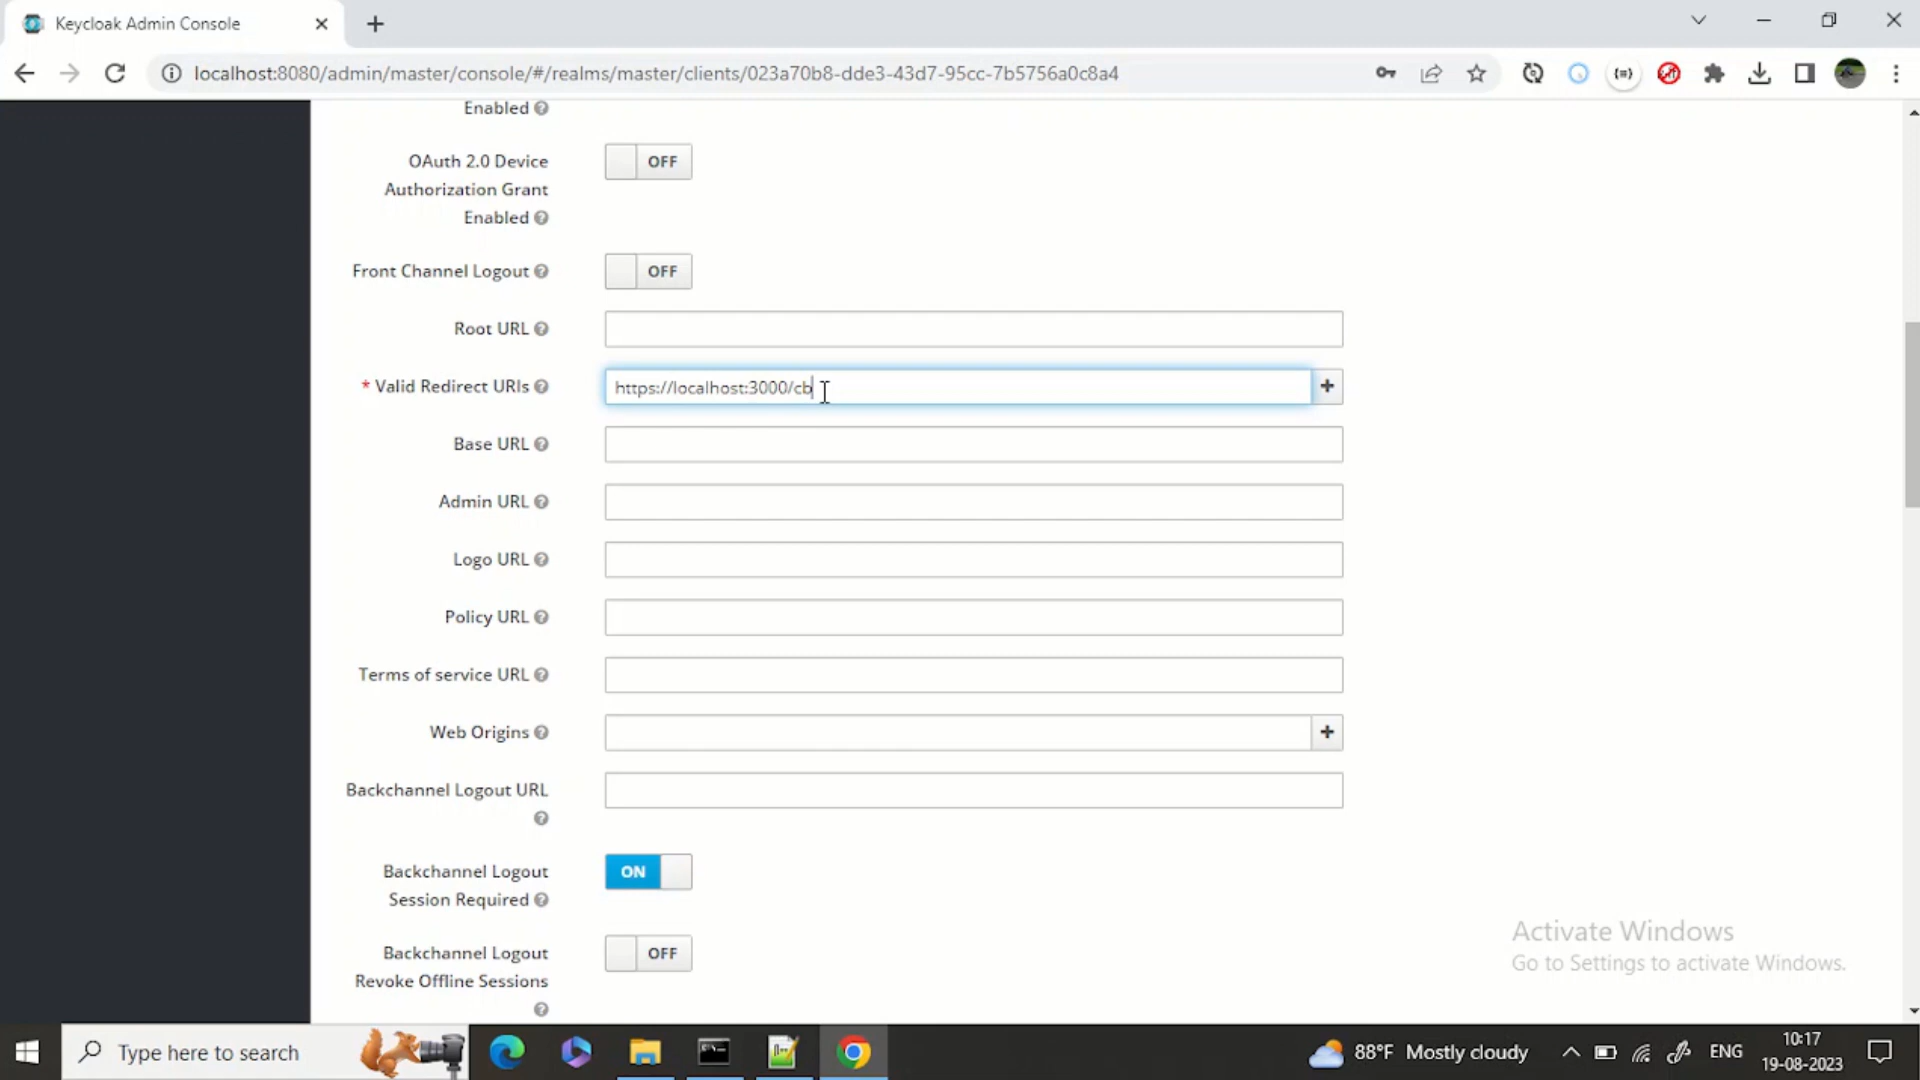 Keycloak Admin Console
localhost:8080/admin/master/console/#/realms/master/clients/023a70b8-dde3-43d7-95cc-7b5756a0c8a4
Enabled
OAuth 2.0 Device
Authorization Grant
Enabled
OFF
Front Channel Logout
OFF
Root URL
* Valid Redirect URIs
https://localhost:3000/cb
Base URL
Admin URL
Logo URL
Policy URL
Terms of service URL
Web Origins
Backchannel Logout URL
Backchannel Logout
Session Required
ON
Backchannel Logout
Revoke Offline Sessions
OFF
Activate Windows
Go to Settings to activate Windows.
Type here to search
88°F Mostly cloudy
ENG
10:17
19-08-2023